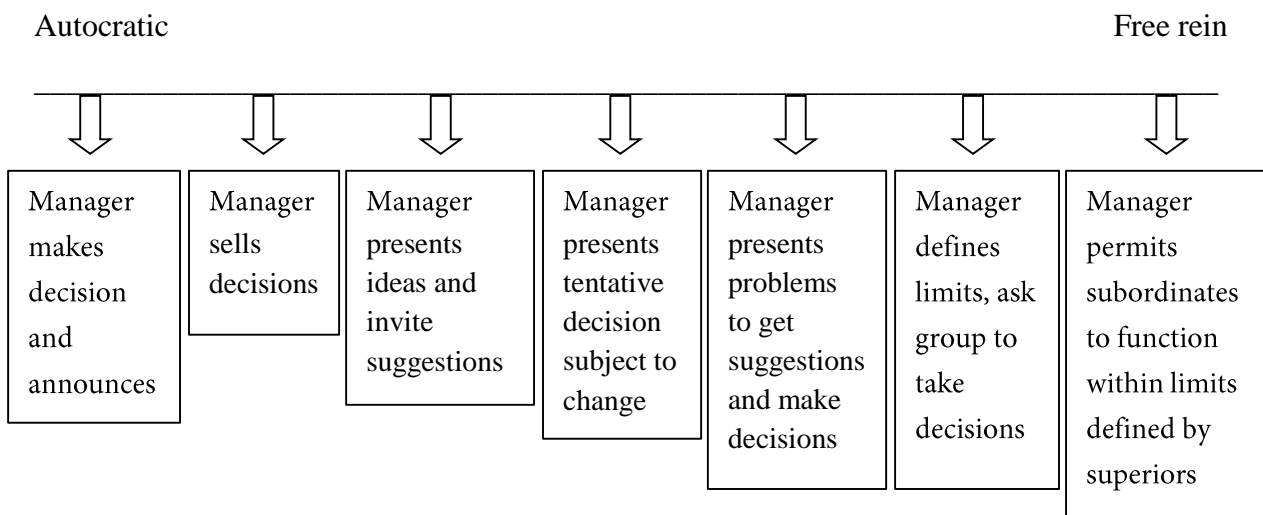 Autocratic
Free rein
Manager
makes
decision
and
announces
Manager
sells
decisions
Manager
presents
ideas and
invite
suggestions
Manager
presents
tentative
decision
subject to
change
Manager
presents
problems
to get
suggestions
and make
decisions
Manager
defines
limits, ask
group to
take
decisions
Manager
permits
subordinates
to function
within limits
defined by
superiors